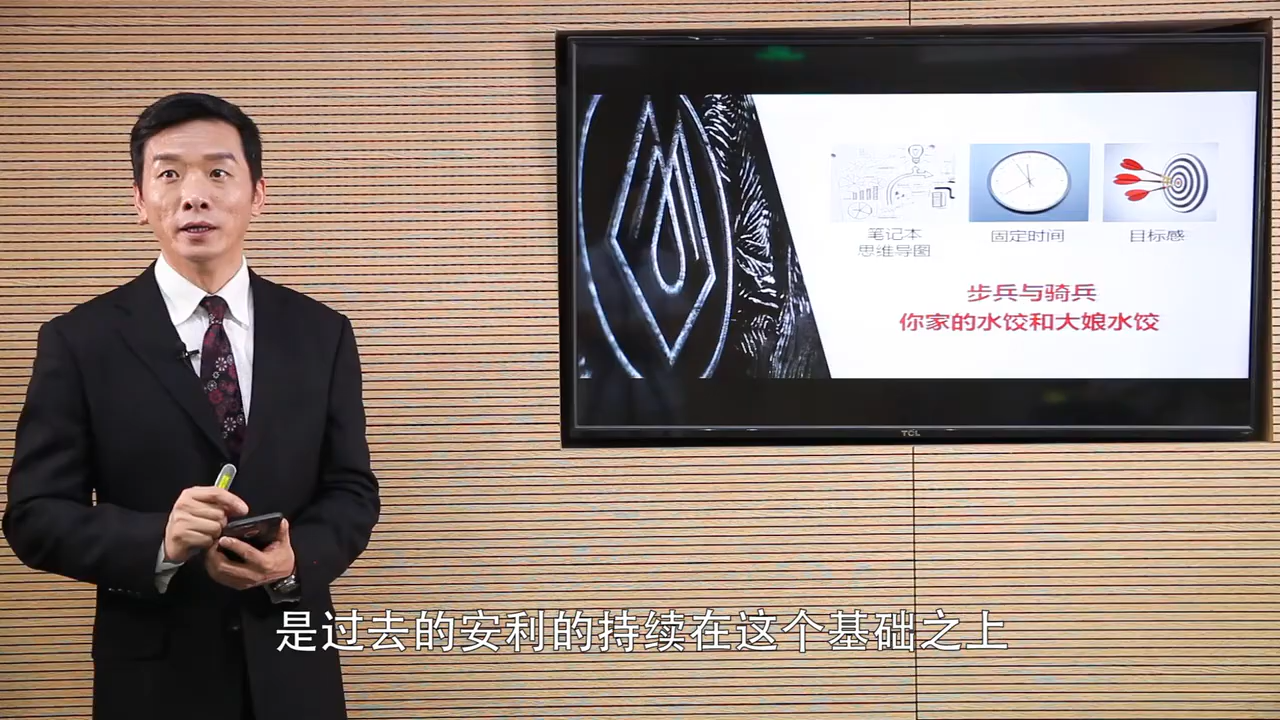 笔记本
思维导图
固定时间
目标感
步兵与骑兵
你家的水饺和大娘水饺
TCL
是过去的安利的持续在这个基础之上